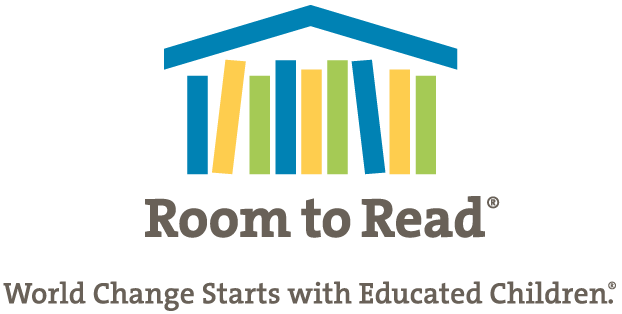 Room to Read®
World Change Starts with Educated Children.®